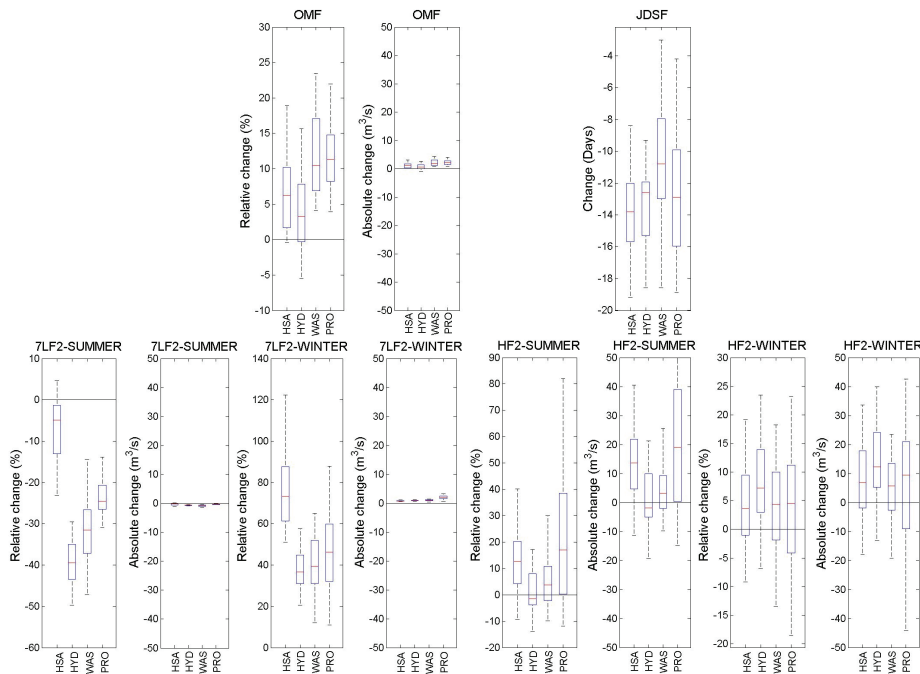 OMF
OMF
JDSF
Relative change (%)
30
25
20
15
10
5
0
-5
-10
HSA
HYD
WAS
PRO
Absolute change (m³/s)
50
40
30
20
10
0
-10
-20
-30
-40
-50
HSA
HYD
WAS
PRO
Change (Days)
-4
-6
-8
-10
-12
-14
-16
-18
-20
HSA
HYD
WAS
PRO
7LF2-SUMMER
7LF2-SUMMER
7LF2-WINTER
7LF2-WINTER
HF2-SUMMER
HF2-SUMMER
HF2-WINTER
HF2-WINTER
Relative change (%)
10
0
-10
-20
-30
-40
-50
-60
HSA
HYD
WAS
PRO
Absolute change (m³/s)
50
40
30
20
10
0
-10
-20
-30
-40
-50
HSA
HYD
WAS
PRO
Relative change (%)
140
120
100
80
60
40
20
0
HSA
HYD
WAS
PRO
Absolute change (m³/s)
50
40
30
20
10
0
-10
-20
-30
-40
-50
HSA
HYD
WAS
PRO
Relative change (%)
90
80
70
60
50
40
30
20
10
0
-10
-20
HSA
HYD
WAS
PRO
Absolute change (m³/s)
50
40
30
20
10
0
-10
-20
-30
-40
-50
HSA
HYD
WAS
PRO
Relative change (%)
30
25
20
15
10
5
0
-5
-10
-15
-20
HSA
HYD
WAS
PRO
Absolute change (m³/s)
50
40
30
20
10
0
-10
-20
-30
-40
-50
HSA
HYD
WAS
PRO